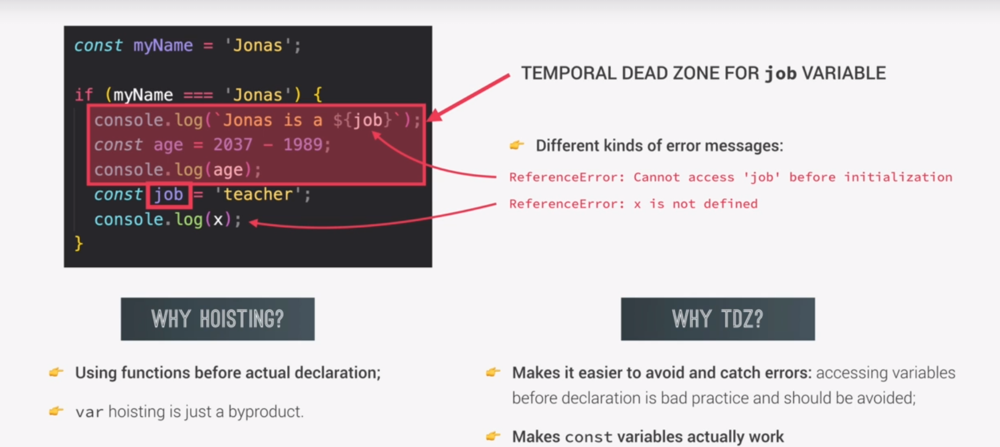 const myName = 'Jonas';
if (myName === 'Jonas') {
console.log(`Jonas is a ${job}`);
const age = 2037 - 1989;
console.log(age);
const job = 'teacher';
console.log(x);
}
TEMPORAL DEAD ZONE FOR job VARIABLE
👉 Different kinds of error messages:
ReferenceError: Cannot access 'job' before initialization
ReferenceError: x is not defined
WHY HOISTING?
👉 Using functions before actual declaration;
👉 var hoisting is just a byproduct.
WHY TDZ?
👉 Makes it easier to avoid and catch errors: accessing variables
before declaration is bad practice and should be avoided;
👉 Makes const variables actually work